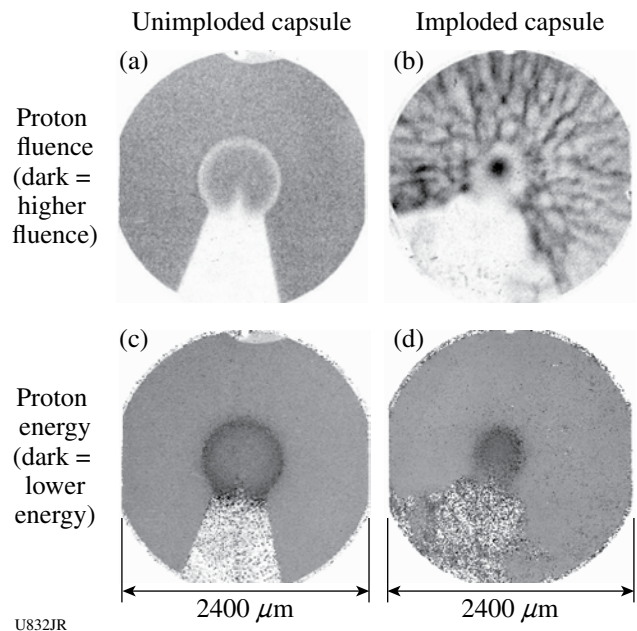 Unimploded capsule
Imploded capsule
(a)
(b)
Proton
fluence
(dark =
higher
fluence)
(c)
(d)
Proton
energy
(dark =
lower
energy)
2400 μm
2400 μm
U832JR